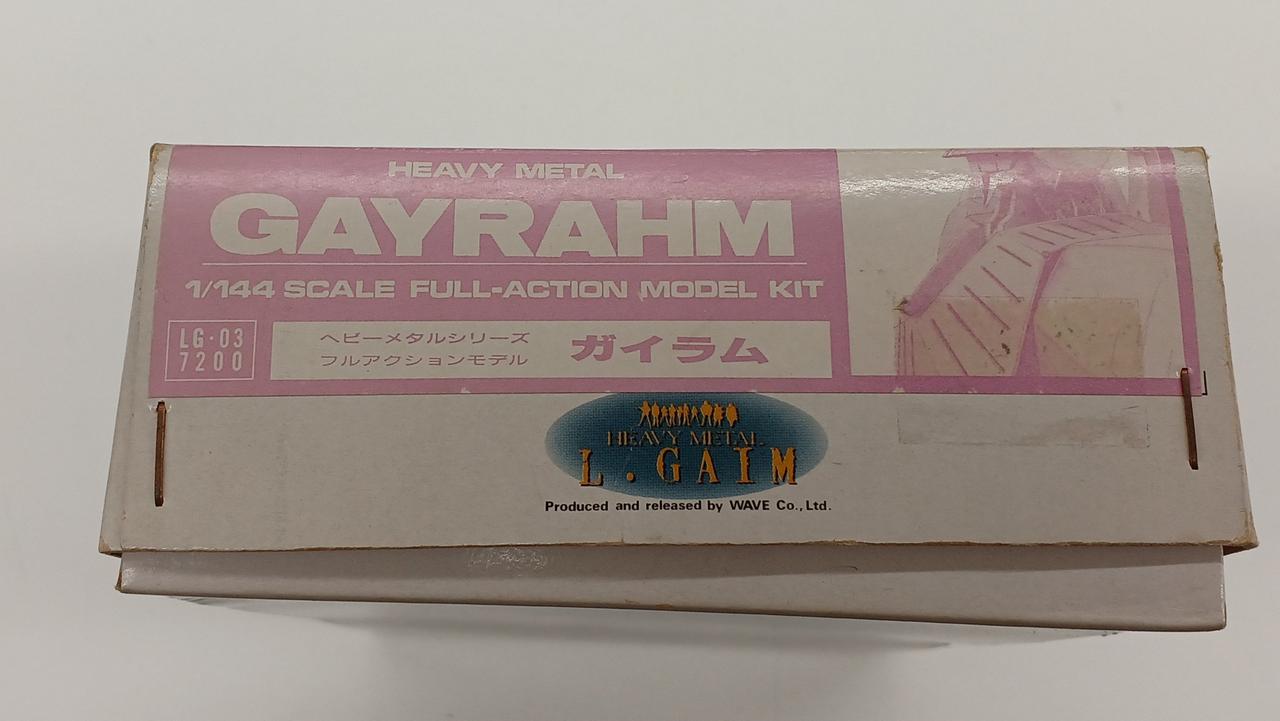 HEAVY METAL
GAYRAHM
1/144 SCALE FULL-ACTION MODEL KIT
LG・03
7200
ヘビーメタルシリーズ
フルアクションモデル
ガイラム
HEAVY METAL
L. GAIM
Produced and released by WAVE Co., Ltd.